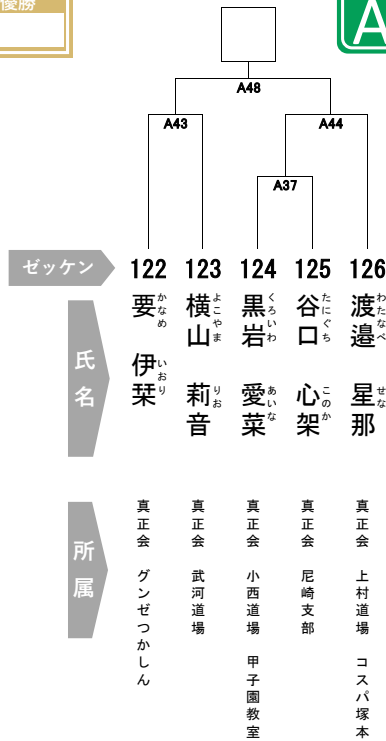 優勝
A
A48
A43
A44
A37
ゼッケン
122
123
124
125
126
氏名
要 伊栞
かなめ いおり
横山 莉音
よこやま りお
黒岩 愛菜
くろいわ あいな
谷口 心架
たにぐち このか
渡邉 星那
わたなべ せな
所属
真正会 グンゼつかしん
真正会 武河道場
真正会 小西道場 甲子園教室
真正会 尼崎支部
真正会 上村道場 コスパ塚本